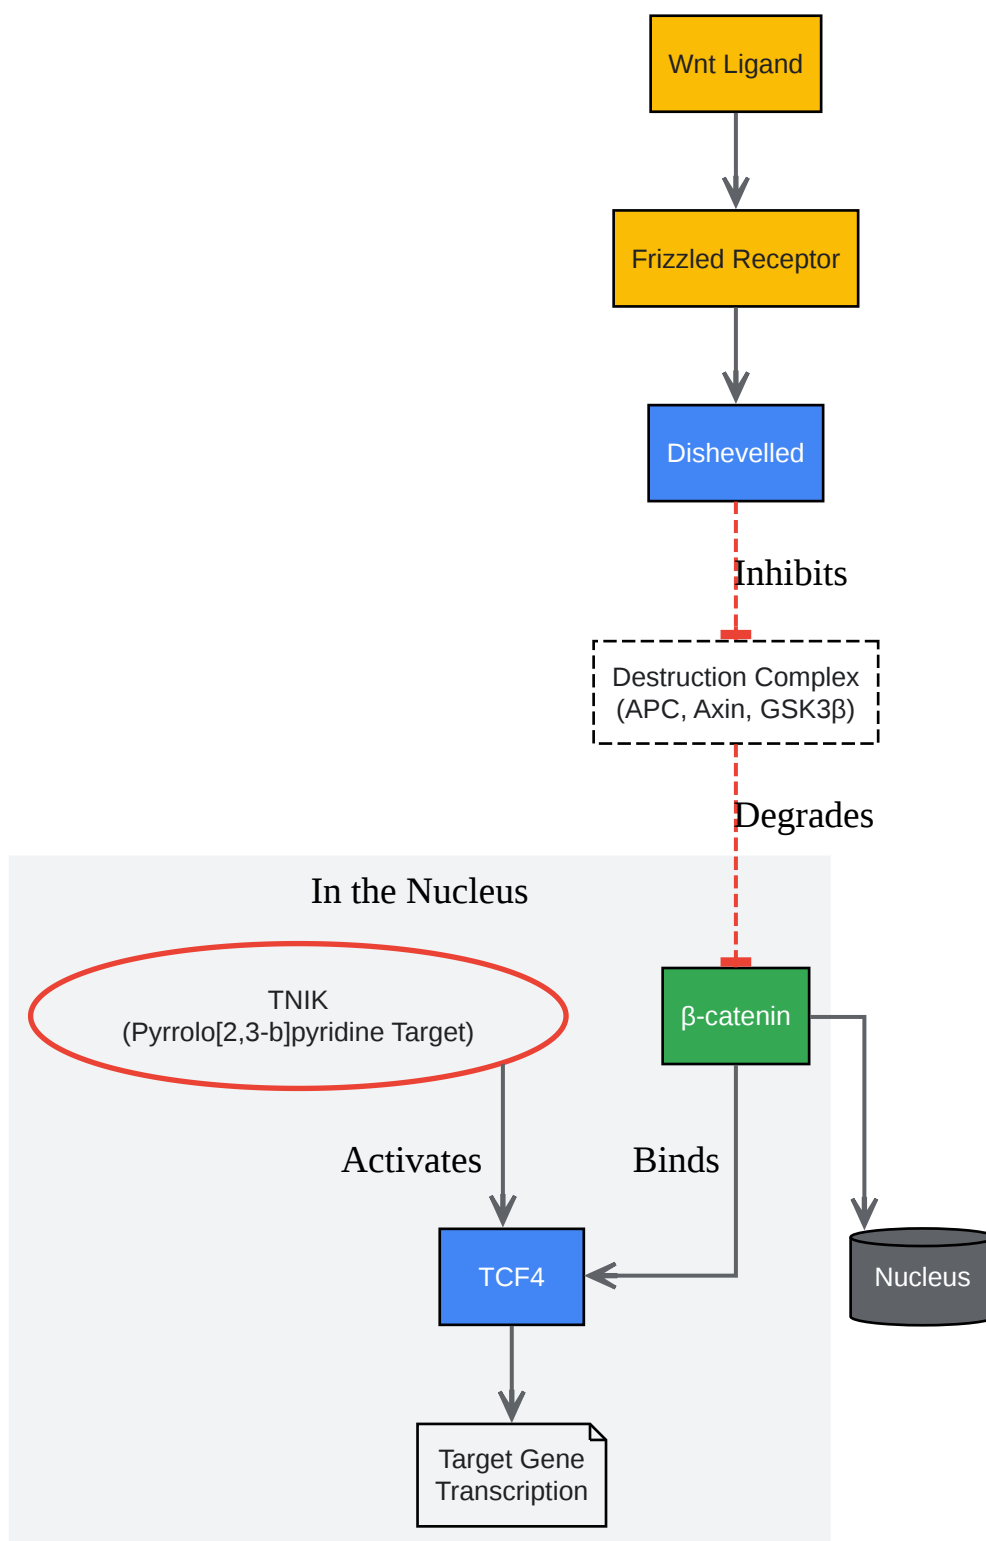 Wnt Ligand
Frizzled Receptor
Dishevelled
Inhibits
Destruction Complex
(APC, Axin, GSK3β)
Degrades
In the Nucleus
TNIK
(Pyrrolo[2,3-b]pyridine Target)
β-catenin
Activates
Binds
TCF4
Nucleus
Target Gene
Transcription